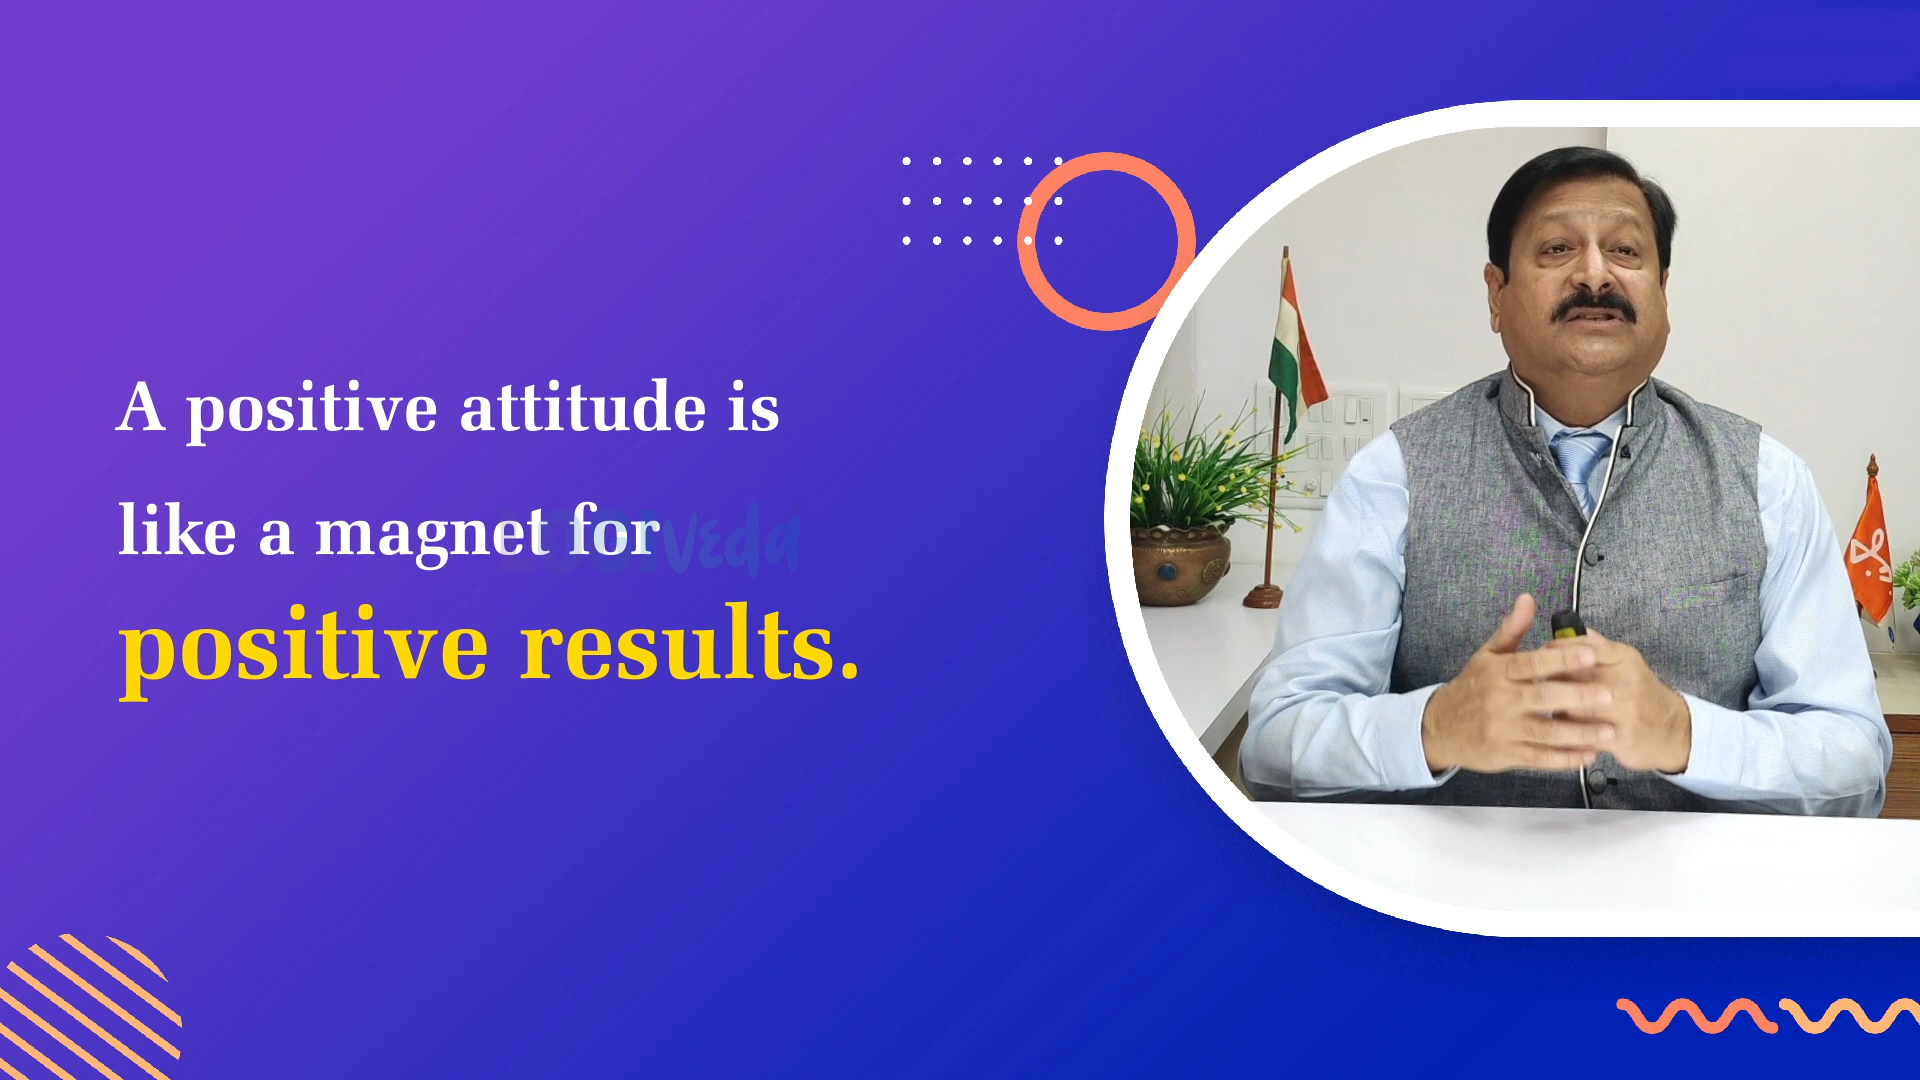 A positive attitude is
like a magnet for
positive results.